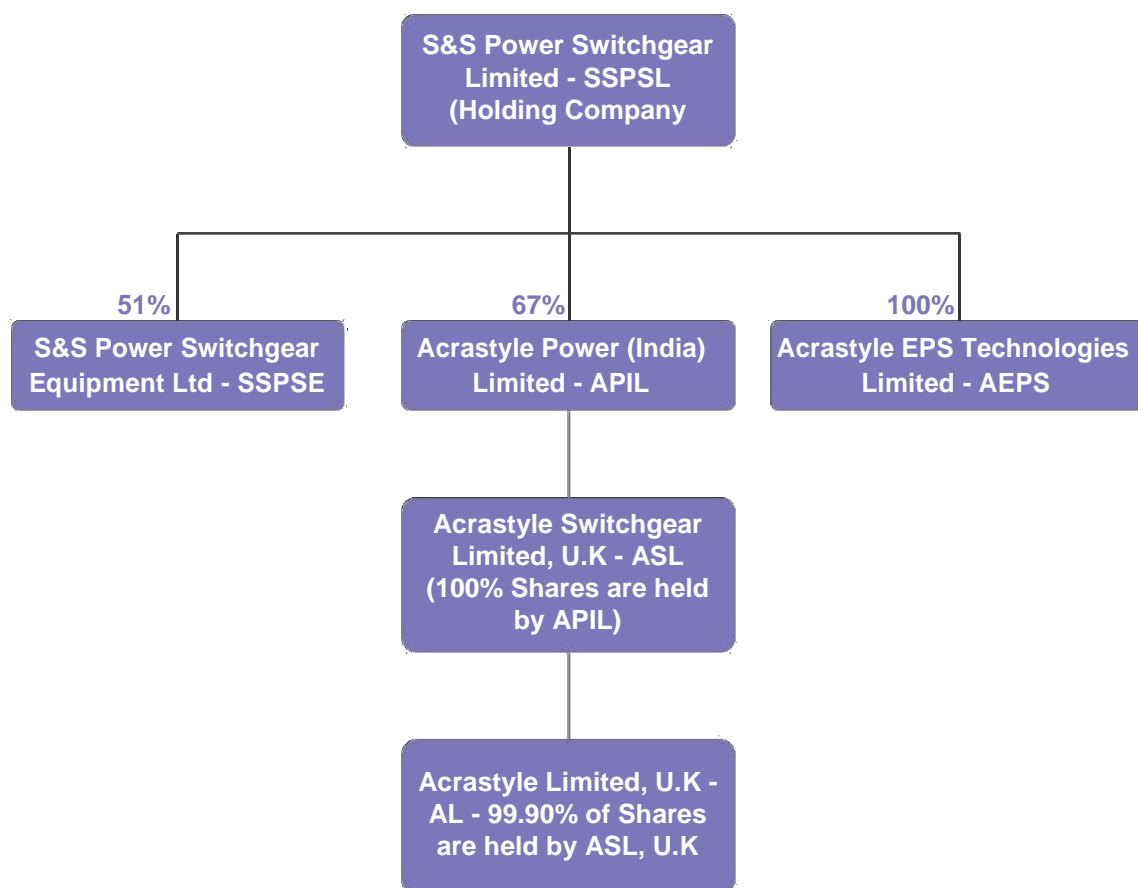 S&S Power Switchgear
Limited - SSPSL
(Holding Company
51%
67%
100%
S&S Power Switchgear
Equipment Ltd - SSPSE
Acrastyle Power (India)
Limited - APIL
Acrastyle EPS Technologies
Limited - AEPS
Acrastyle Switchgear
Limited, U.K - ASL
(100% Shares are held
by APIL)
Acrastyle Limited, U.K -
AL - 99.90% of Shares
are held by ASL, U.K